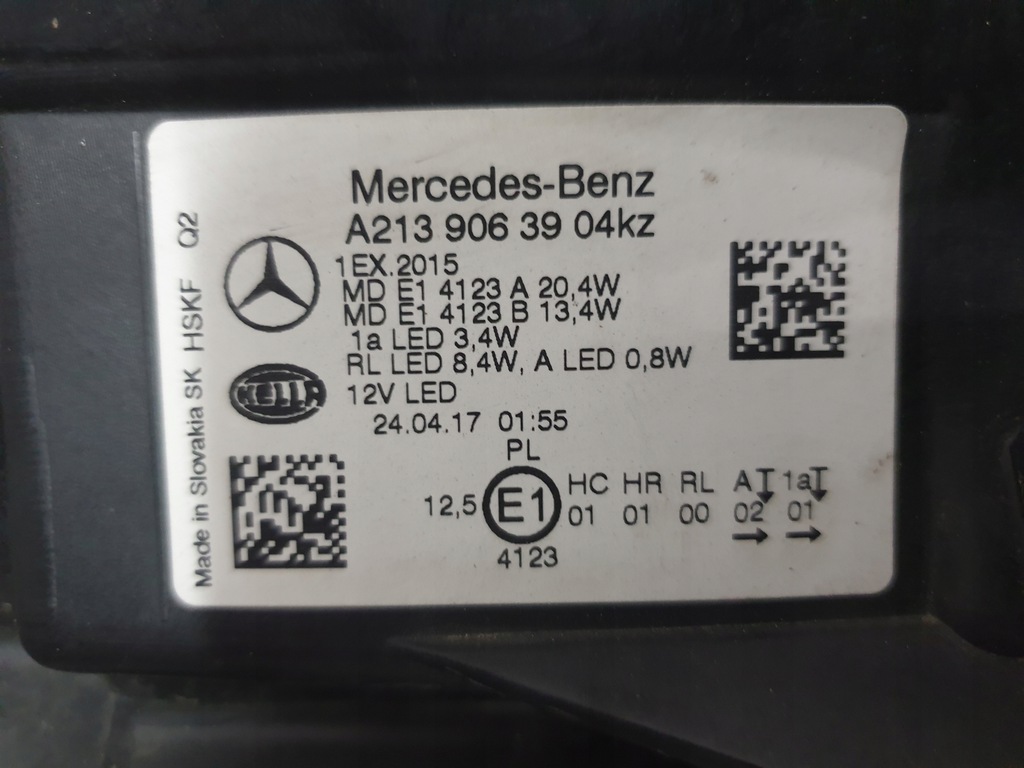 Mercedes-Benz
A213 906 39 04kz
1EX.2015
MD E1 4123 A 20,4W
MD E1 4123 B 13,4W
1a LED 3,4W
RL LED 8,4W, A LED 0,8W
12V LED
24.04.17 01:55
PL
HELLA
Made in Slovakia SK HSKF Q2
12,5 E1 HC HR RL A 1a
01 01 00 02 01
4123